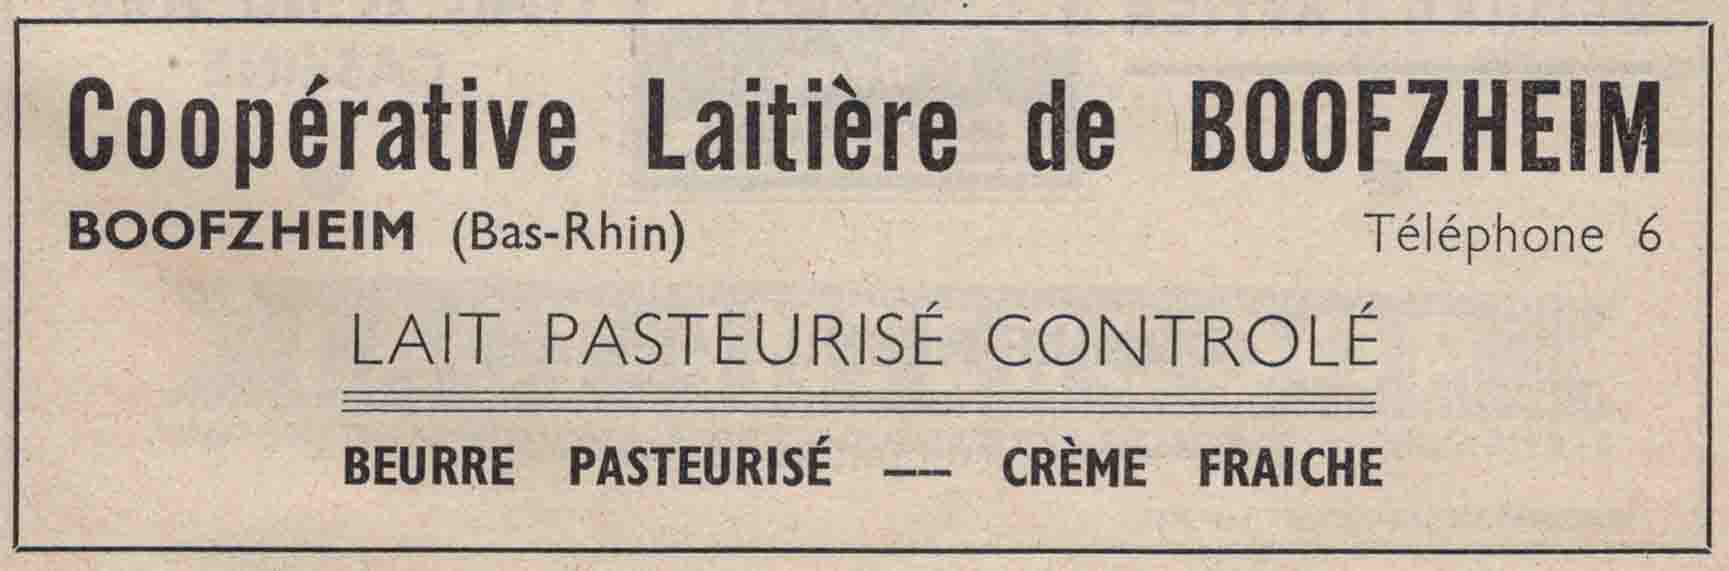 Coopérative Laitière de BOOFZHEIM
BOOFZHEIM (Bas-Rhin) Téléphone 6
LAIT PASTEURISÉ CONTROLÉ
BEURRE PASTEURISÉ —— CRÈME FRAICHE